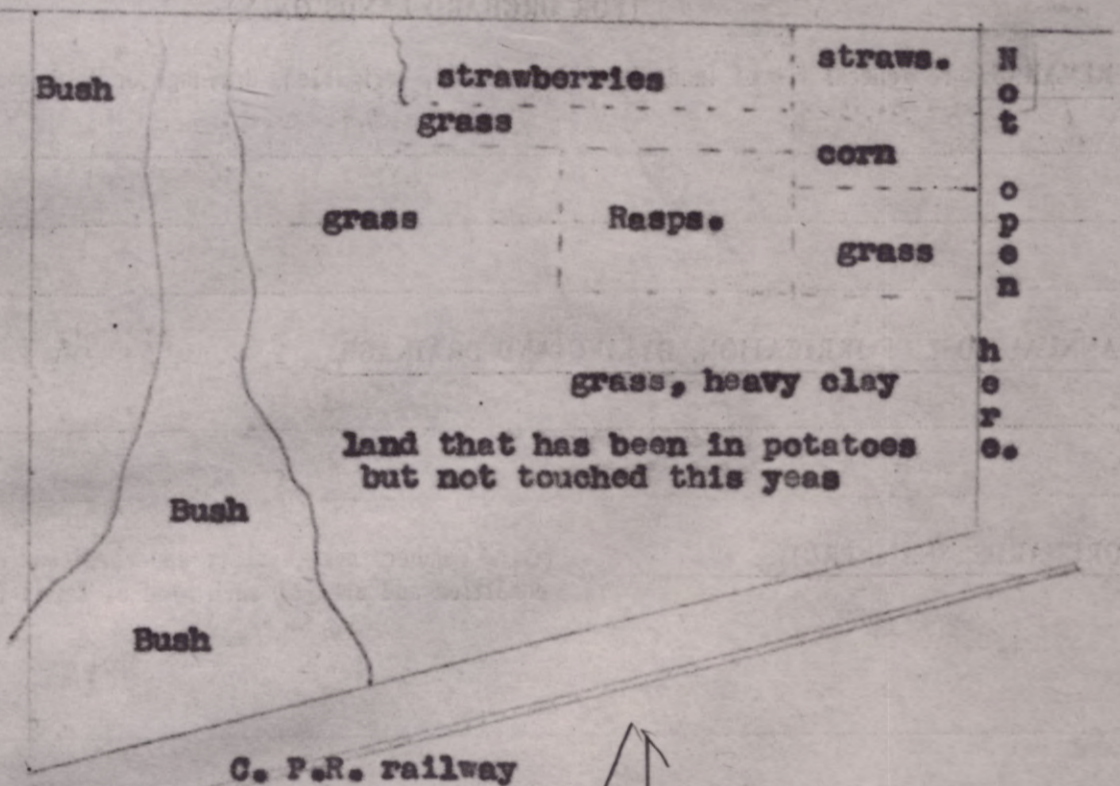 straws.
Bush
strawberries
grass
corn
grass
Rasps.
grass
Not open here.
grass, heavy clay
land that has been in potatoes
but not touched this yeas
Bush
Bush
C. P.R. railway